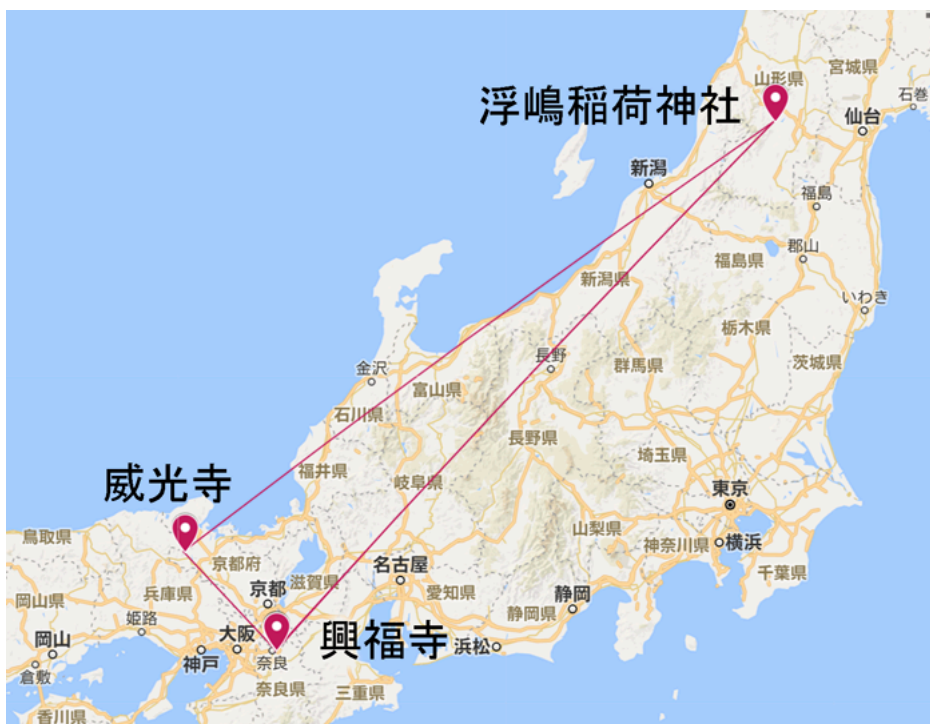 山形県
宮城県
浮嶋稲荷神社
石巻
仙台
新潟
福島
郡山
新潟県
福島県
いわき
栃木県
長野
群馬県
茨城県
金沢
富山県
石川県
長野県
埼玉県
福井県
岐阜県
威光寺
東京
鳥取県
山梨県
神奈川県
横浜
京都府
名古屋
千葉県
兵庫県
滋賀県
京都
愛知県
静岡
岡山県
静岡県
姫路
大阪
興福寺
浜松
岡山
神戸
奈良
倉敷
奈良県
三重県
香川県